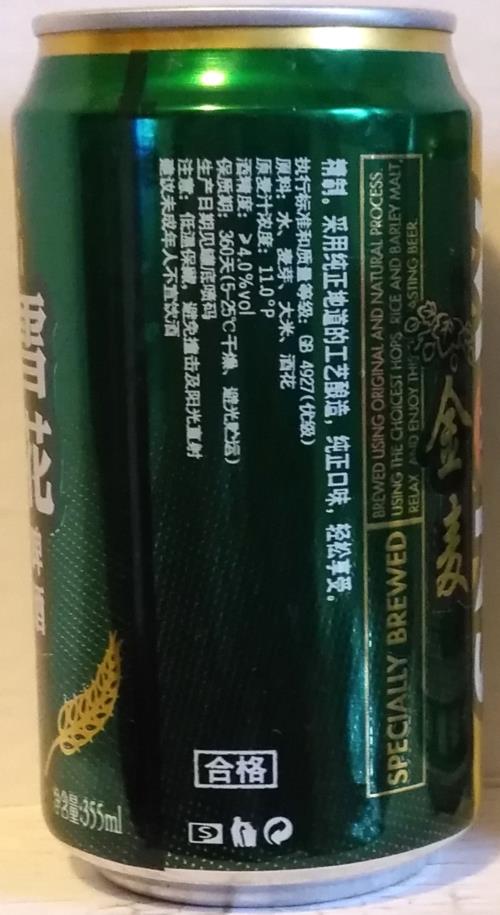 BREWED USING ORIGINAL AND NATURAL PROCESS,
USING THE CHOICEST HOPS, RICE AND BARLEY MALT,
RELAX, AND ENJOY THE ASTING BEER.
SPECIALLY BREWED
精制。采用纯正地道的工艺酿造，纯正口味，轻松享受。
执行标准和质量等级: GB 4927(优级)
原料: 水、麦芽、大米、酒花
原麦汁浓度: 11.0°P
酒精度: ≥4.0%vol
保质期: 360天(5-25℃干燥、避光贮运)
生产日期见罐底喷码
注意: 低温保藏, 避免撞击及阳光直射
建议未成年人不宜饮酒
合格
S
雪花
啤酒
净含量:355ml
金麦